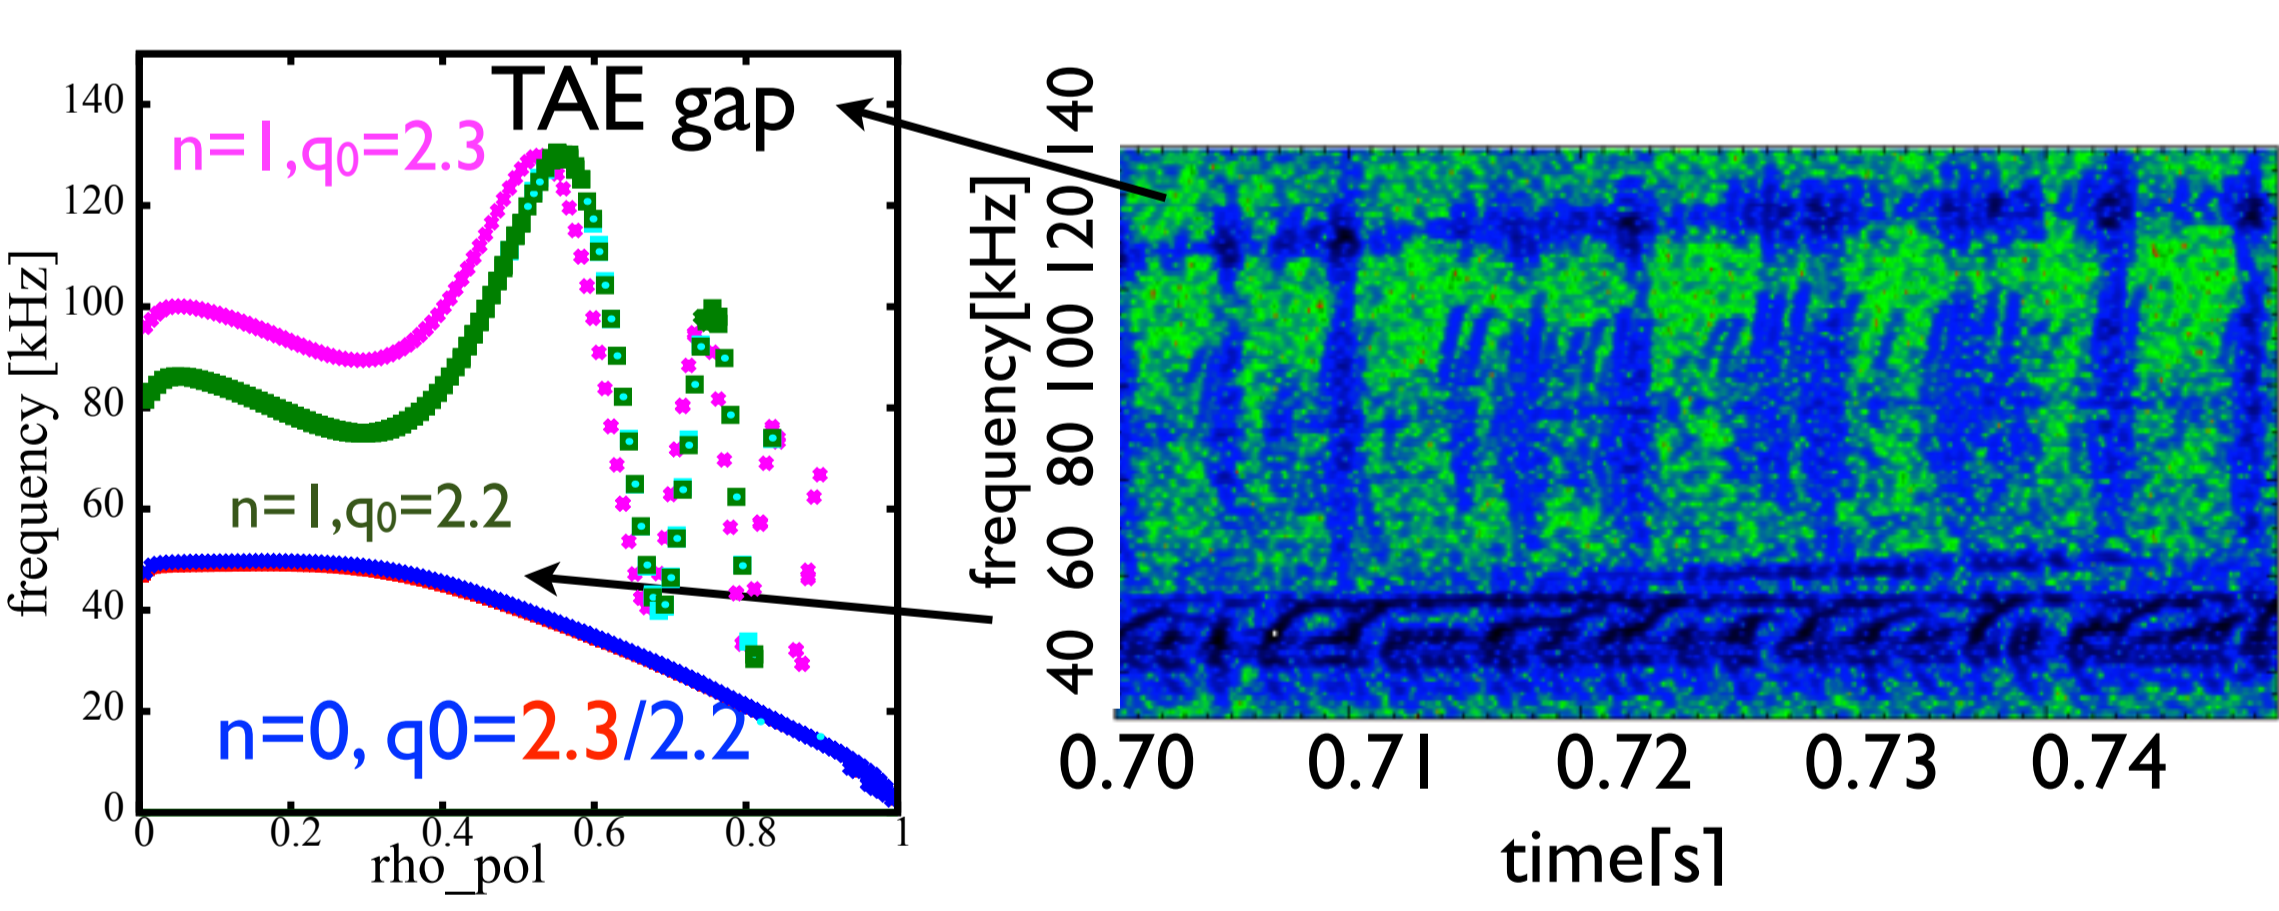 TAE gap
n=1,q0=2.3
n=1,q0=2.2
n=0, q0=2.3/2.2
frequency [kHz]
140
120
100
80
60
40
20
0
0 0.2 0.4 0.6 0.8 1
rho_pol
frequency[kHz]
140
120
100
80
60
40
0.70 0.71 0.72 0.73 0.74
time[s]